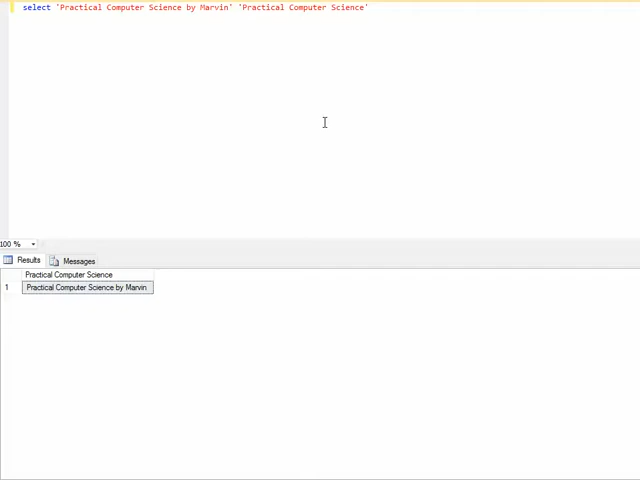 select 'Practical Computer Science by Marvin' 'Practical Computer Science'
100 %
Results Messages
Practical Computer Science
1 Practical Computer Science by Marvin